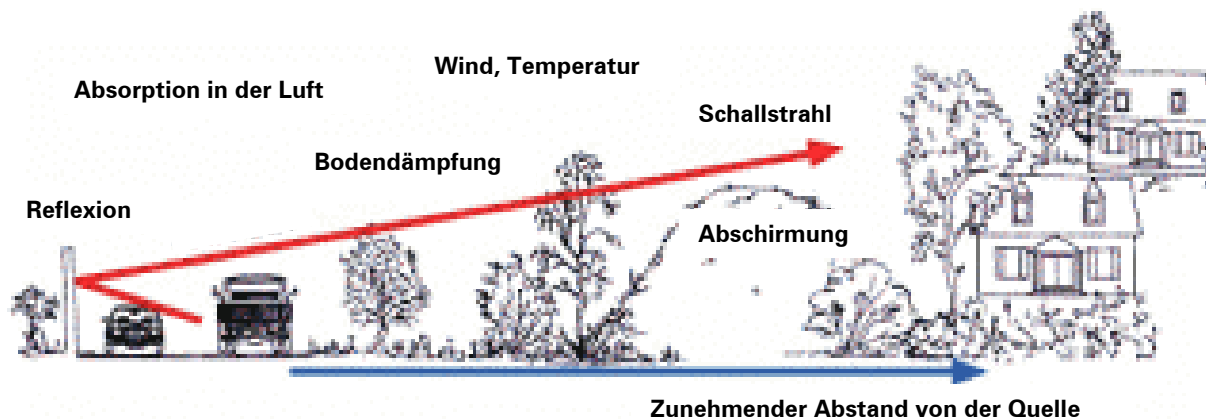 Wind, Temperatur
Absorption in der Luft
Schallstrahl
Bodendämpfung
Reflexion
Abschirmung
Zunehmender Abstand von der Quelle